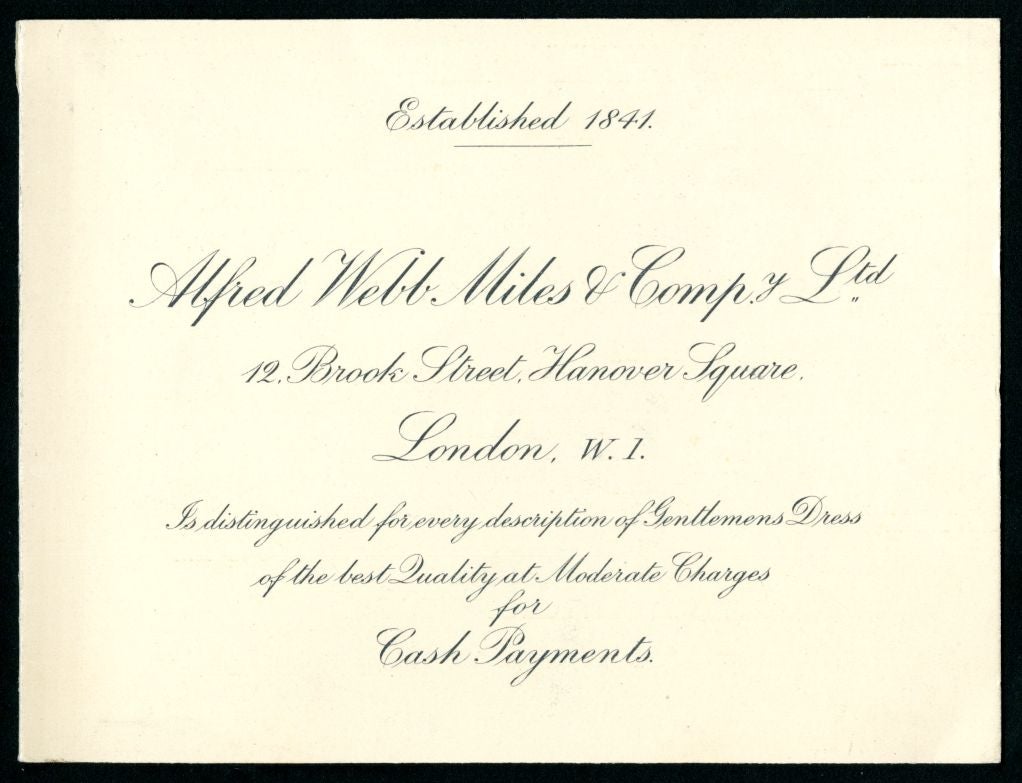 Established 1841.
Alfred Webb Miles & Comp.y Ltd
12, Brook Street, Hanover Square.
London, W. 1.
Is distinguished for every description of Gentlemens Dress
of the best Quality at Moderate Charges
for
Cash Payments.